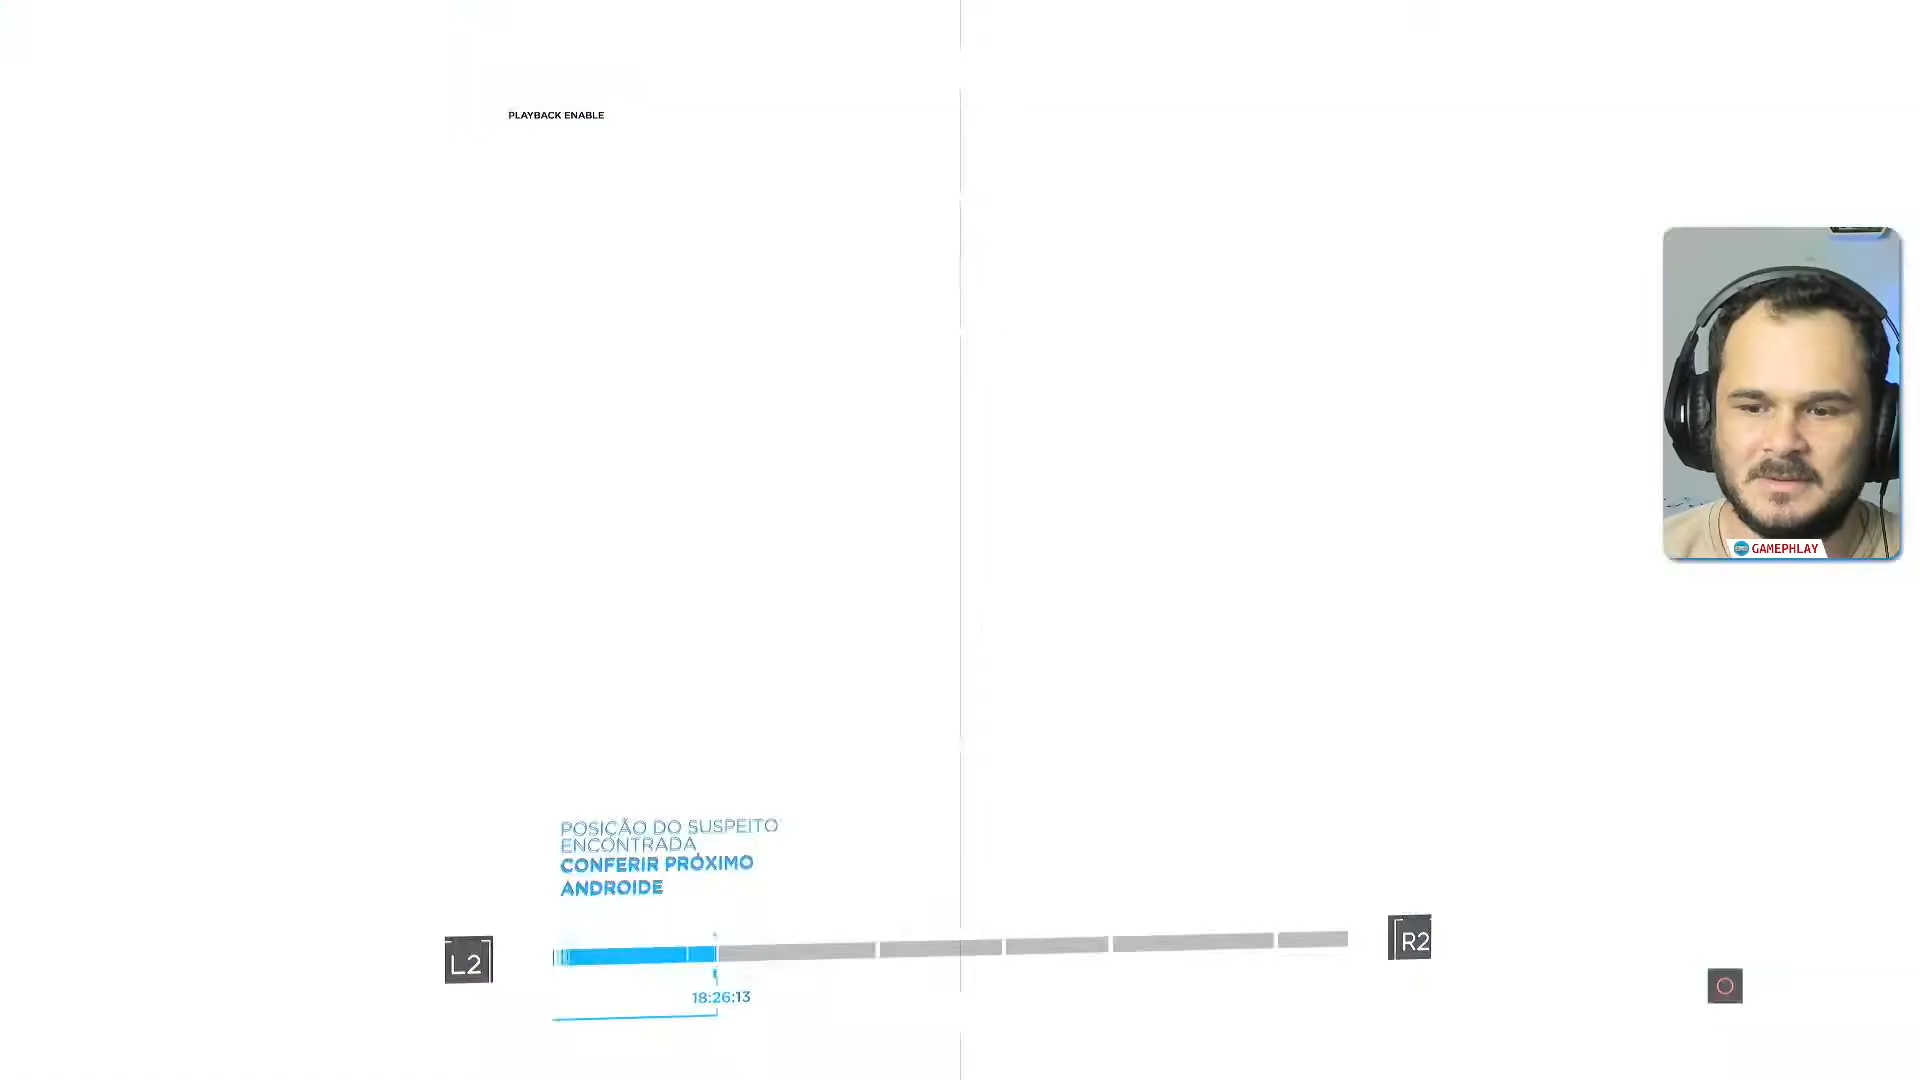 PLAYBACK ENABLE
GAMEPHLAY
POSIÇÃO DO SUSPEITO
ENCONTRADA
CONFERIR PRÓXIMO
ANDROIDE
L2
R2
18:26:13